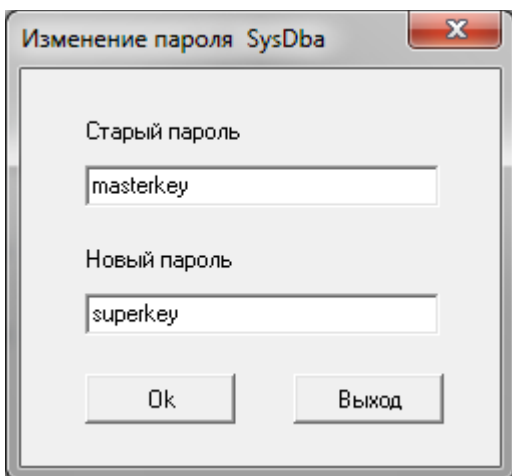 Изменение пароля SysDba
Старый пароль
masterkey
Новый пароль
superkey
Ok Выход